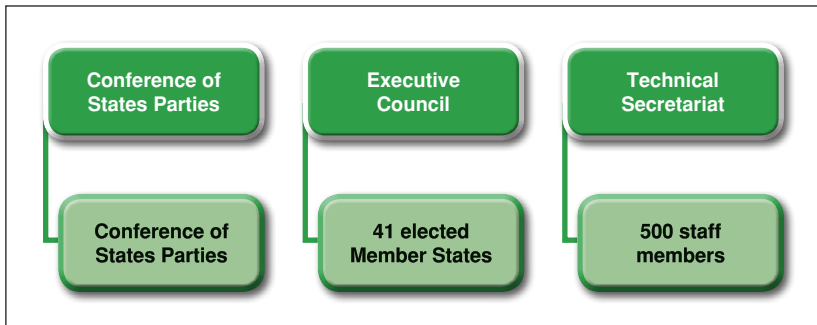 Conference of
States Parties
Executive
Council
Technical
Secretariat
Conference of
States Parties
41 elected
Member States
500 staff
members